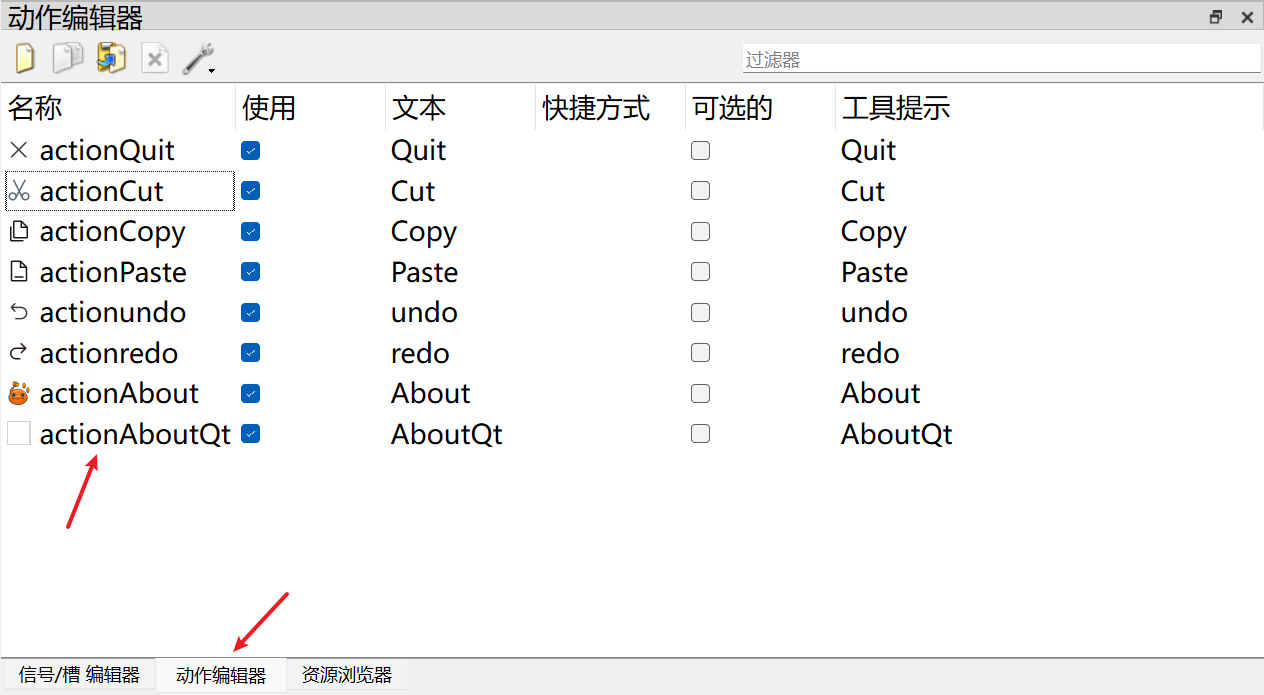 动作编辑器
过滤器
名称 使用 文本 快捷方式 可选的 工具提示
actionQuit Quit Quit
actionCut Cut Cut
actionCopy Copy Copy
actionPaste Paste Paste
actionundo undo undo
actionredo redo redo
actionAbout About About
actionAboutQt AboutQt AboutQt
信号/槽 编辑器 动作编辑器 资源浏览器